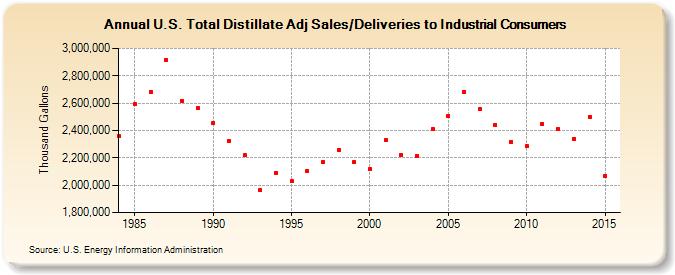 Annual U.S. Total Distillate Adj Sales/Deliveries to Industrial Consumers
Thousand Gallons
3,000,000
2,800,000
2,600,000
2,400,000
2,200,000
2,000,000
1,800,000
1985 1990 1995 2000 2005 2010 2015
Source: U.S. Energy Information Administration